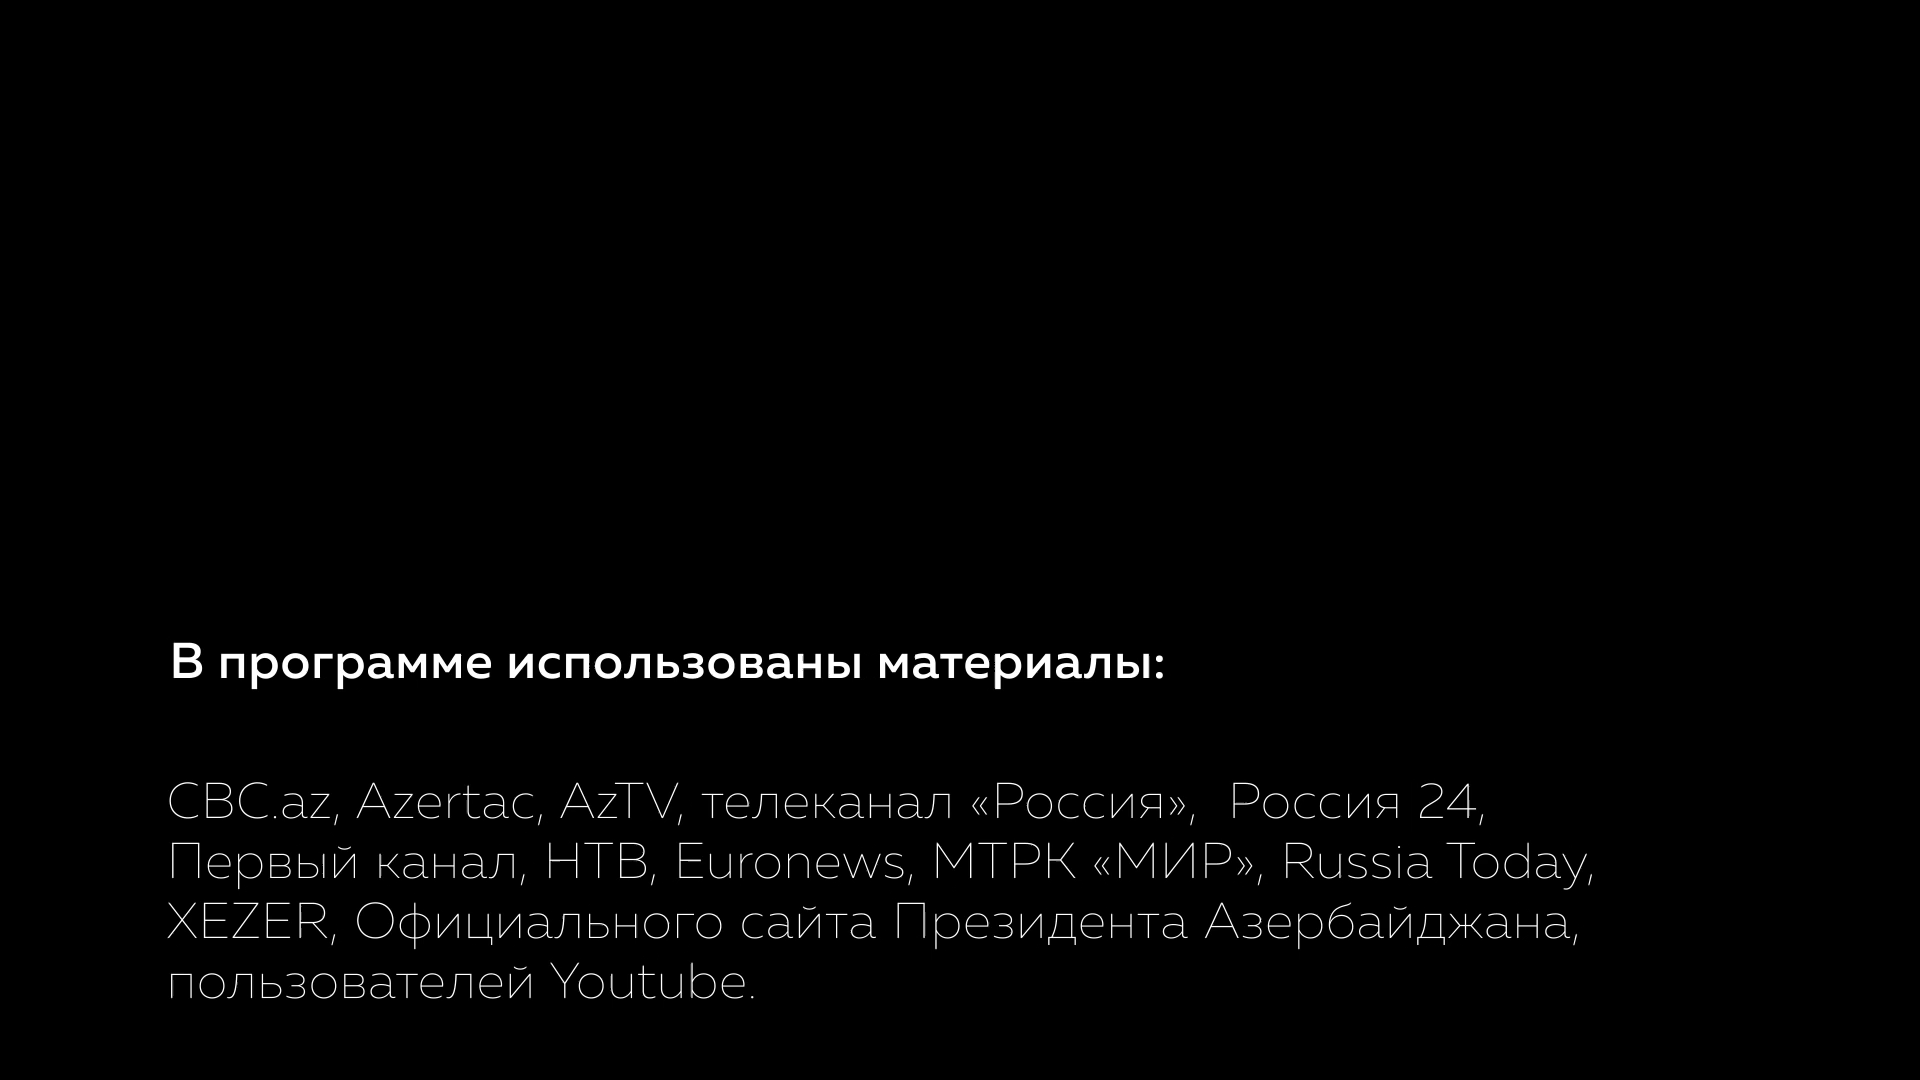 В программе использованы материалы:
CBC.az, Azertac, AzTV, телеканал «Россия», Россия 24,
Первый канал, НТВ, Euronews, МТРК «МИР», Russia Today,
XEZER, Официального сайта Президента Азербайджана,
пользователей Youtube.